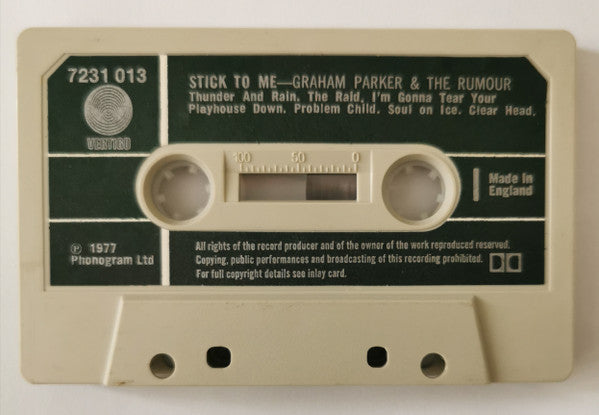 7231 013
VERTIGO
STICK TO ME—GRAHAM PARKER & THE RUMOUR
Thunder And Rain. The Raid, I'm Gonna Tear Your
Playhouse Down. Problem Child. Soul on Ice. Clear Head.
100 50 0
Made In
England
℗ 1977
Phonogram Ltd
All rights of the record producer and of the owner of the work reproduced reserved.
Copying, public performances and broadcasting of this recording prohibited.
For full copyright details see inlay card.